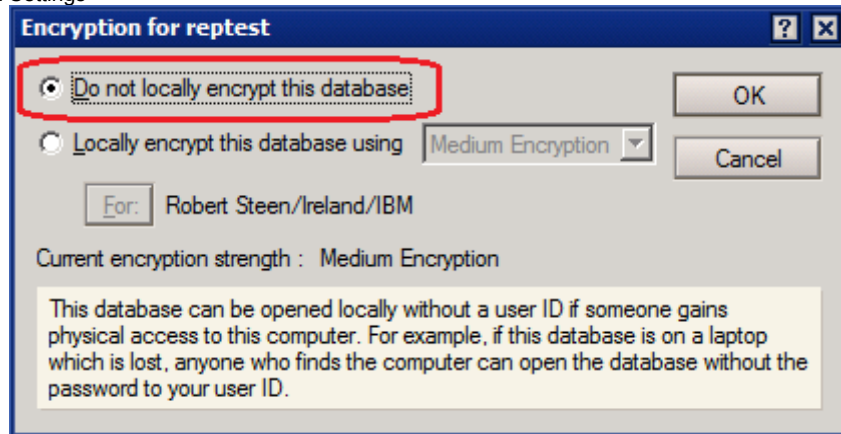 Settings
Encryption for reptest
Do not locally encrypt this database
OK
Locally encrypt this database using Medium Encryption
Cancel
For: Robert Steen/Ireland/IBM
Current encryption strength : Medium Encryption
This database can be opened locally without a user ID if someone gains
physical access to this computer. For example, if this database is on a laptop
which is lost, anyone who finds the computer can open the database without the
password to your user ID.